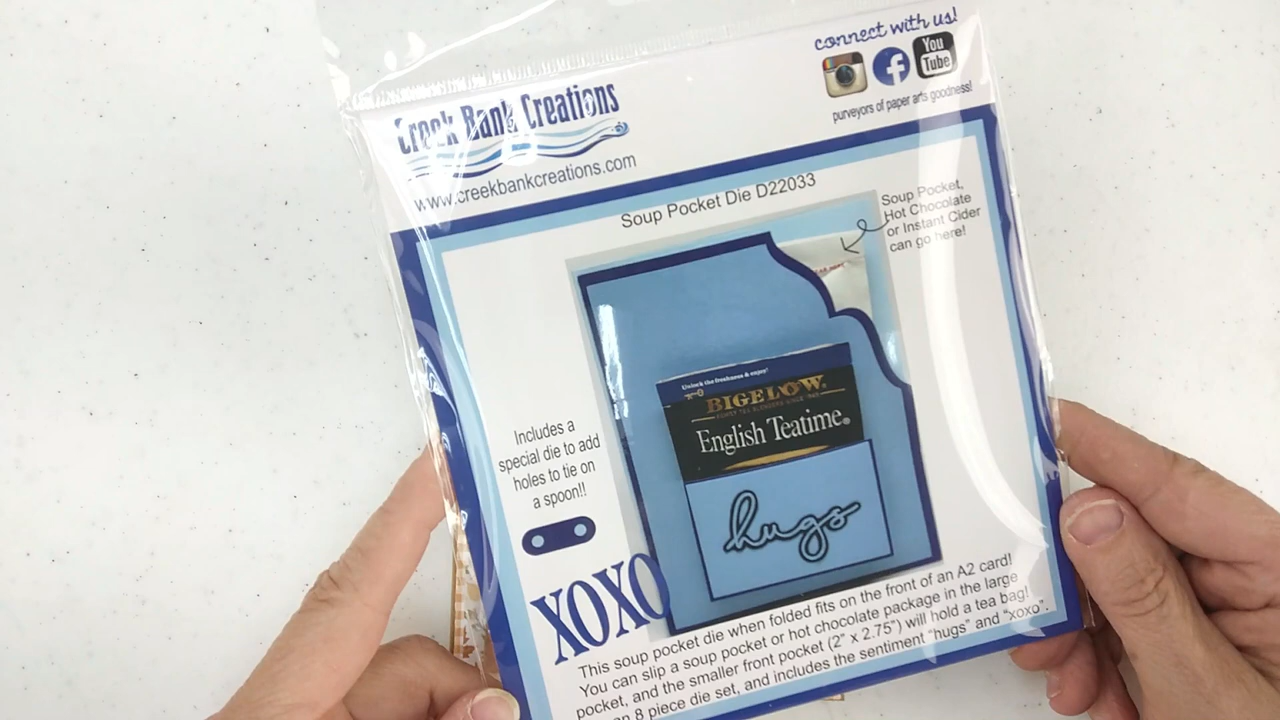 connect with us!
You
Tube
purveyors of paper arts goodness!
Creek Bank Creations
www.creekbankcreations.com
Soup Pocket Die D22033
Soup Pocket,
Hot Chocolate
or Instant Cider
can go here!
Unlock the freshness & enjoy!
BIGELOW®
English Teatime®
hugs
Includes a
special die to add
holes to tie on
a spoon!!
XOXO
This soup pocket die when folded fits on the front of an A2 card!
You can slip a soup pocket or hot chocolate package in the large
pocket, and the smaller front pocket (2" x 2.75") will hold a tea bag!
an 8 piece die set, and includes the sentiment "hugs" and "xoxo".